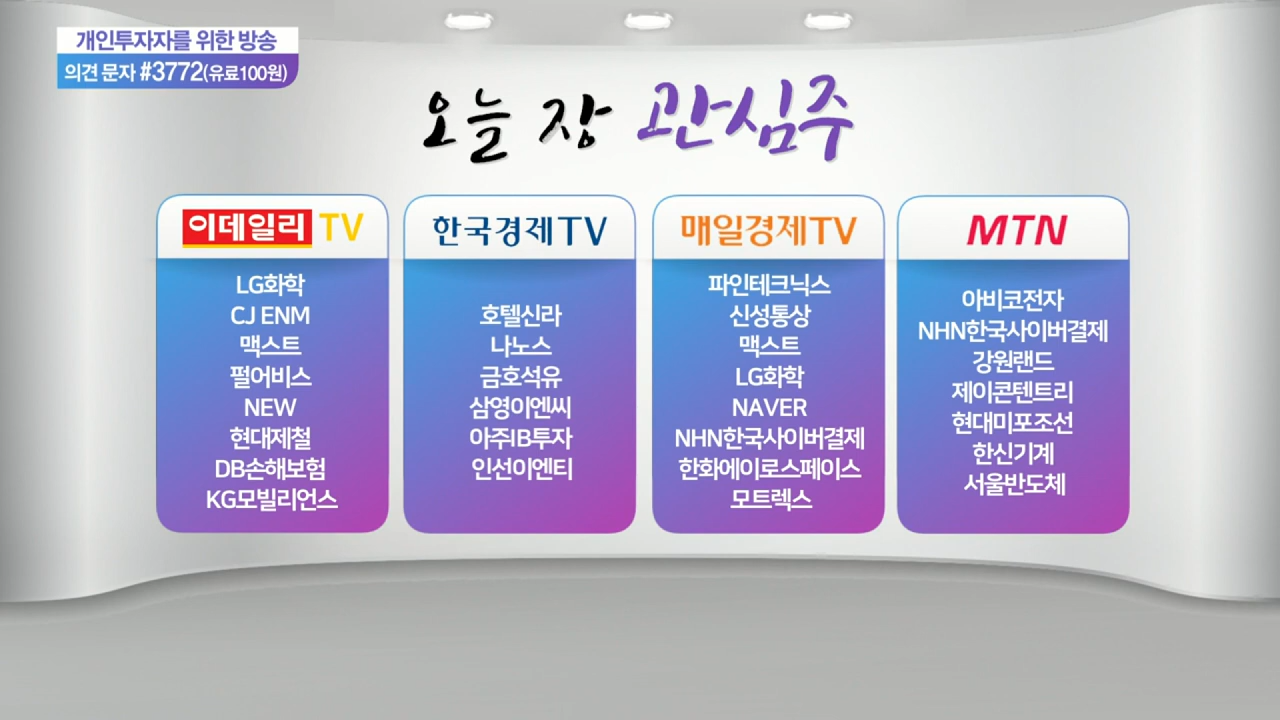 개인투자자를 위한 방송
의견 문자 #3772(유료100원)
오늘 장 관심주
이데일리 TV
LG화학
CJ ENM
맥스트
펄어비스
NEW
현대제철
DB손해보험
KG모빌리언스
한국경제TV
호텔신라
나노스
금호석유
삼영이엔씨
아주IB투자
인선이엔티
매일경제TV
파인테크닉스
신성통상
맥스트
LG화학
NAVER
NHN한국사이버결제
한화에이로스페이스
모트렉스
MTN
아비코전자
NHN한국사이버결제
강원랜드
제이콘텐트리
현대미포조선
한신기계
서울반도체